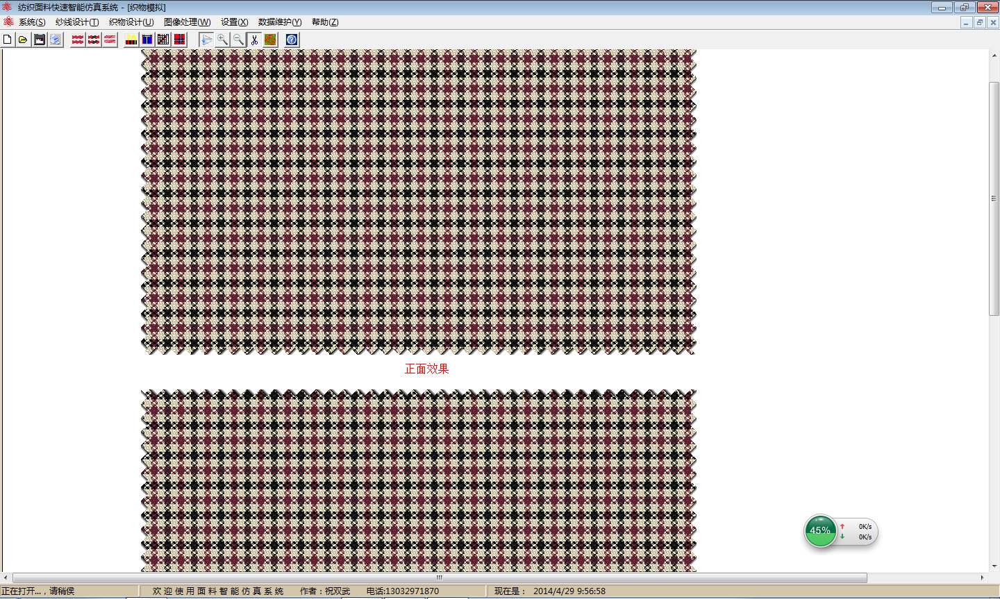 纺织面料快速智能仿真系统 - [织物模拟]
系统(S) 纱线设计(T) 织物设计(U) 图像处理(W) 设置(X) 数据维护(Y) 帮助(Z)
正面效果
45% 0K/s
0K/s
正在打开...，请稍侯 欢 迎 使 用 面 料 智 能 仿 真 系 统 作者：祝双武 电话:13032971870 现在是： 2014/4/29 9:56:58